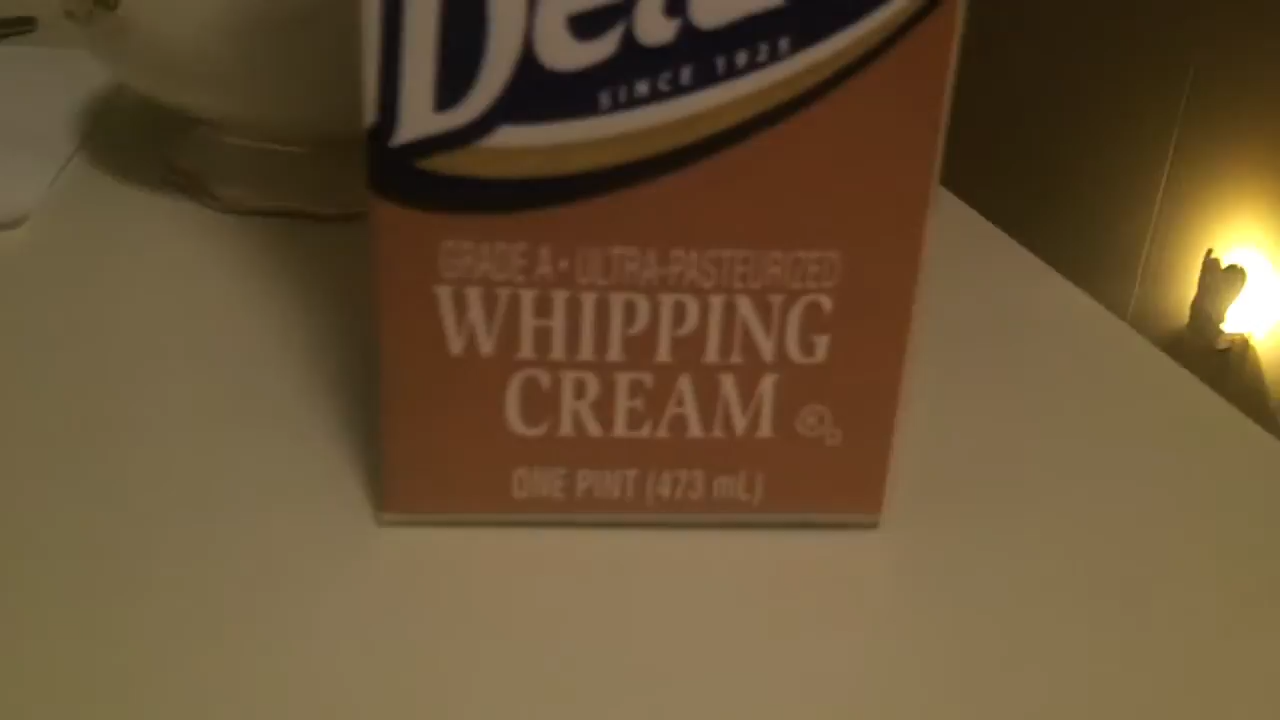 SINCE 1925
GRADE A • ULTRA-PASTEURIZED
WHIPPING
CREAM
ONE PINT (473 mL)